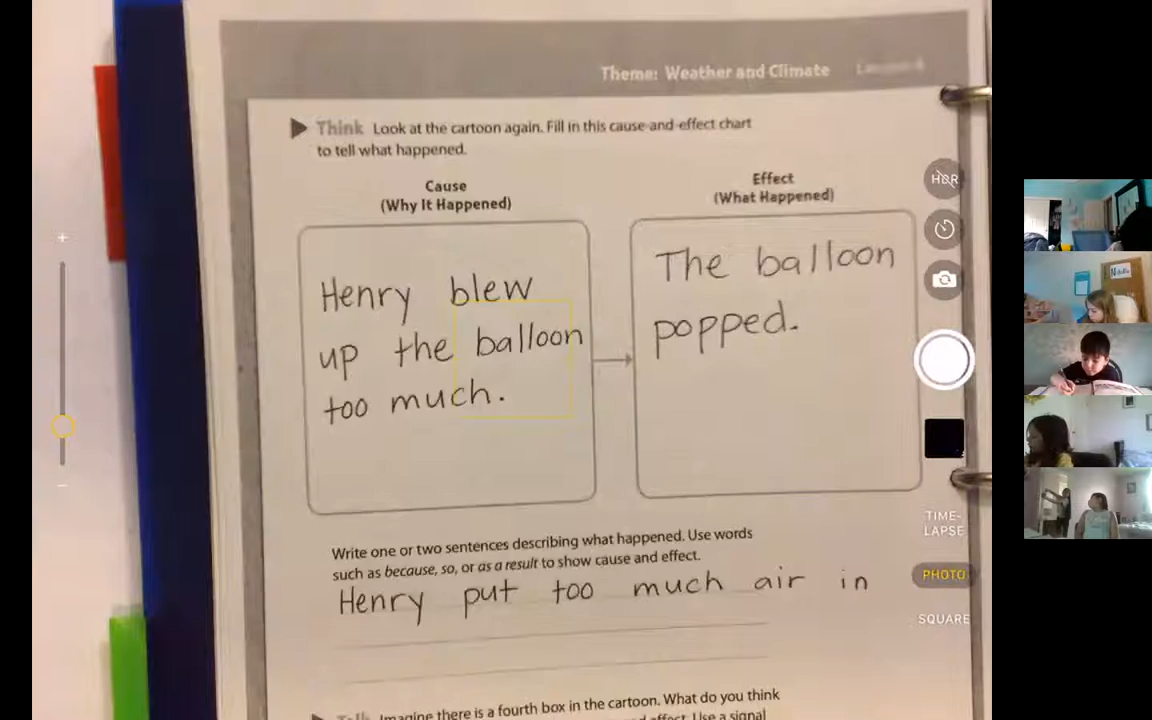 Theme: Weather and Climate
Think Look at the cartoon again. Fill in this cause-and-effect chart
to tell what happened.
Cause
(Why It Happened)
Effect
(What Happened)
Henry blew
up the balloon
too much.
The balloon
popped.
Write one or two sentences describing what happened. Use words
such as because, so, or as a result to show cause and effect.
Henry put too much air in
Talk Imagine there is a fourth box in the cartoon. What do you think
effect. Use a signal
HDR
TIME-
LAPSE
PHOTO
SQUARE